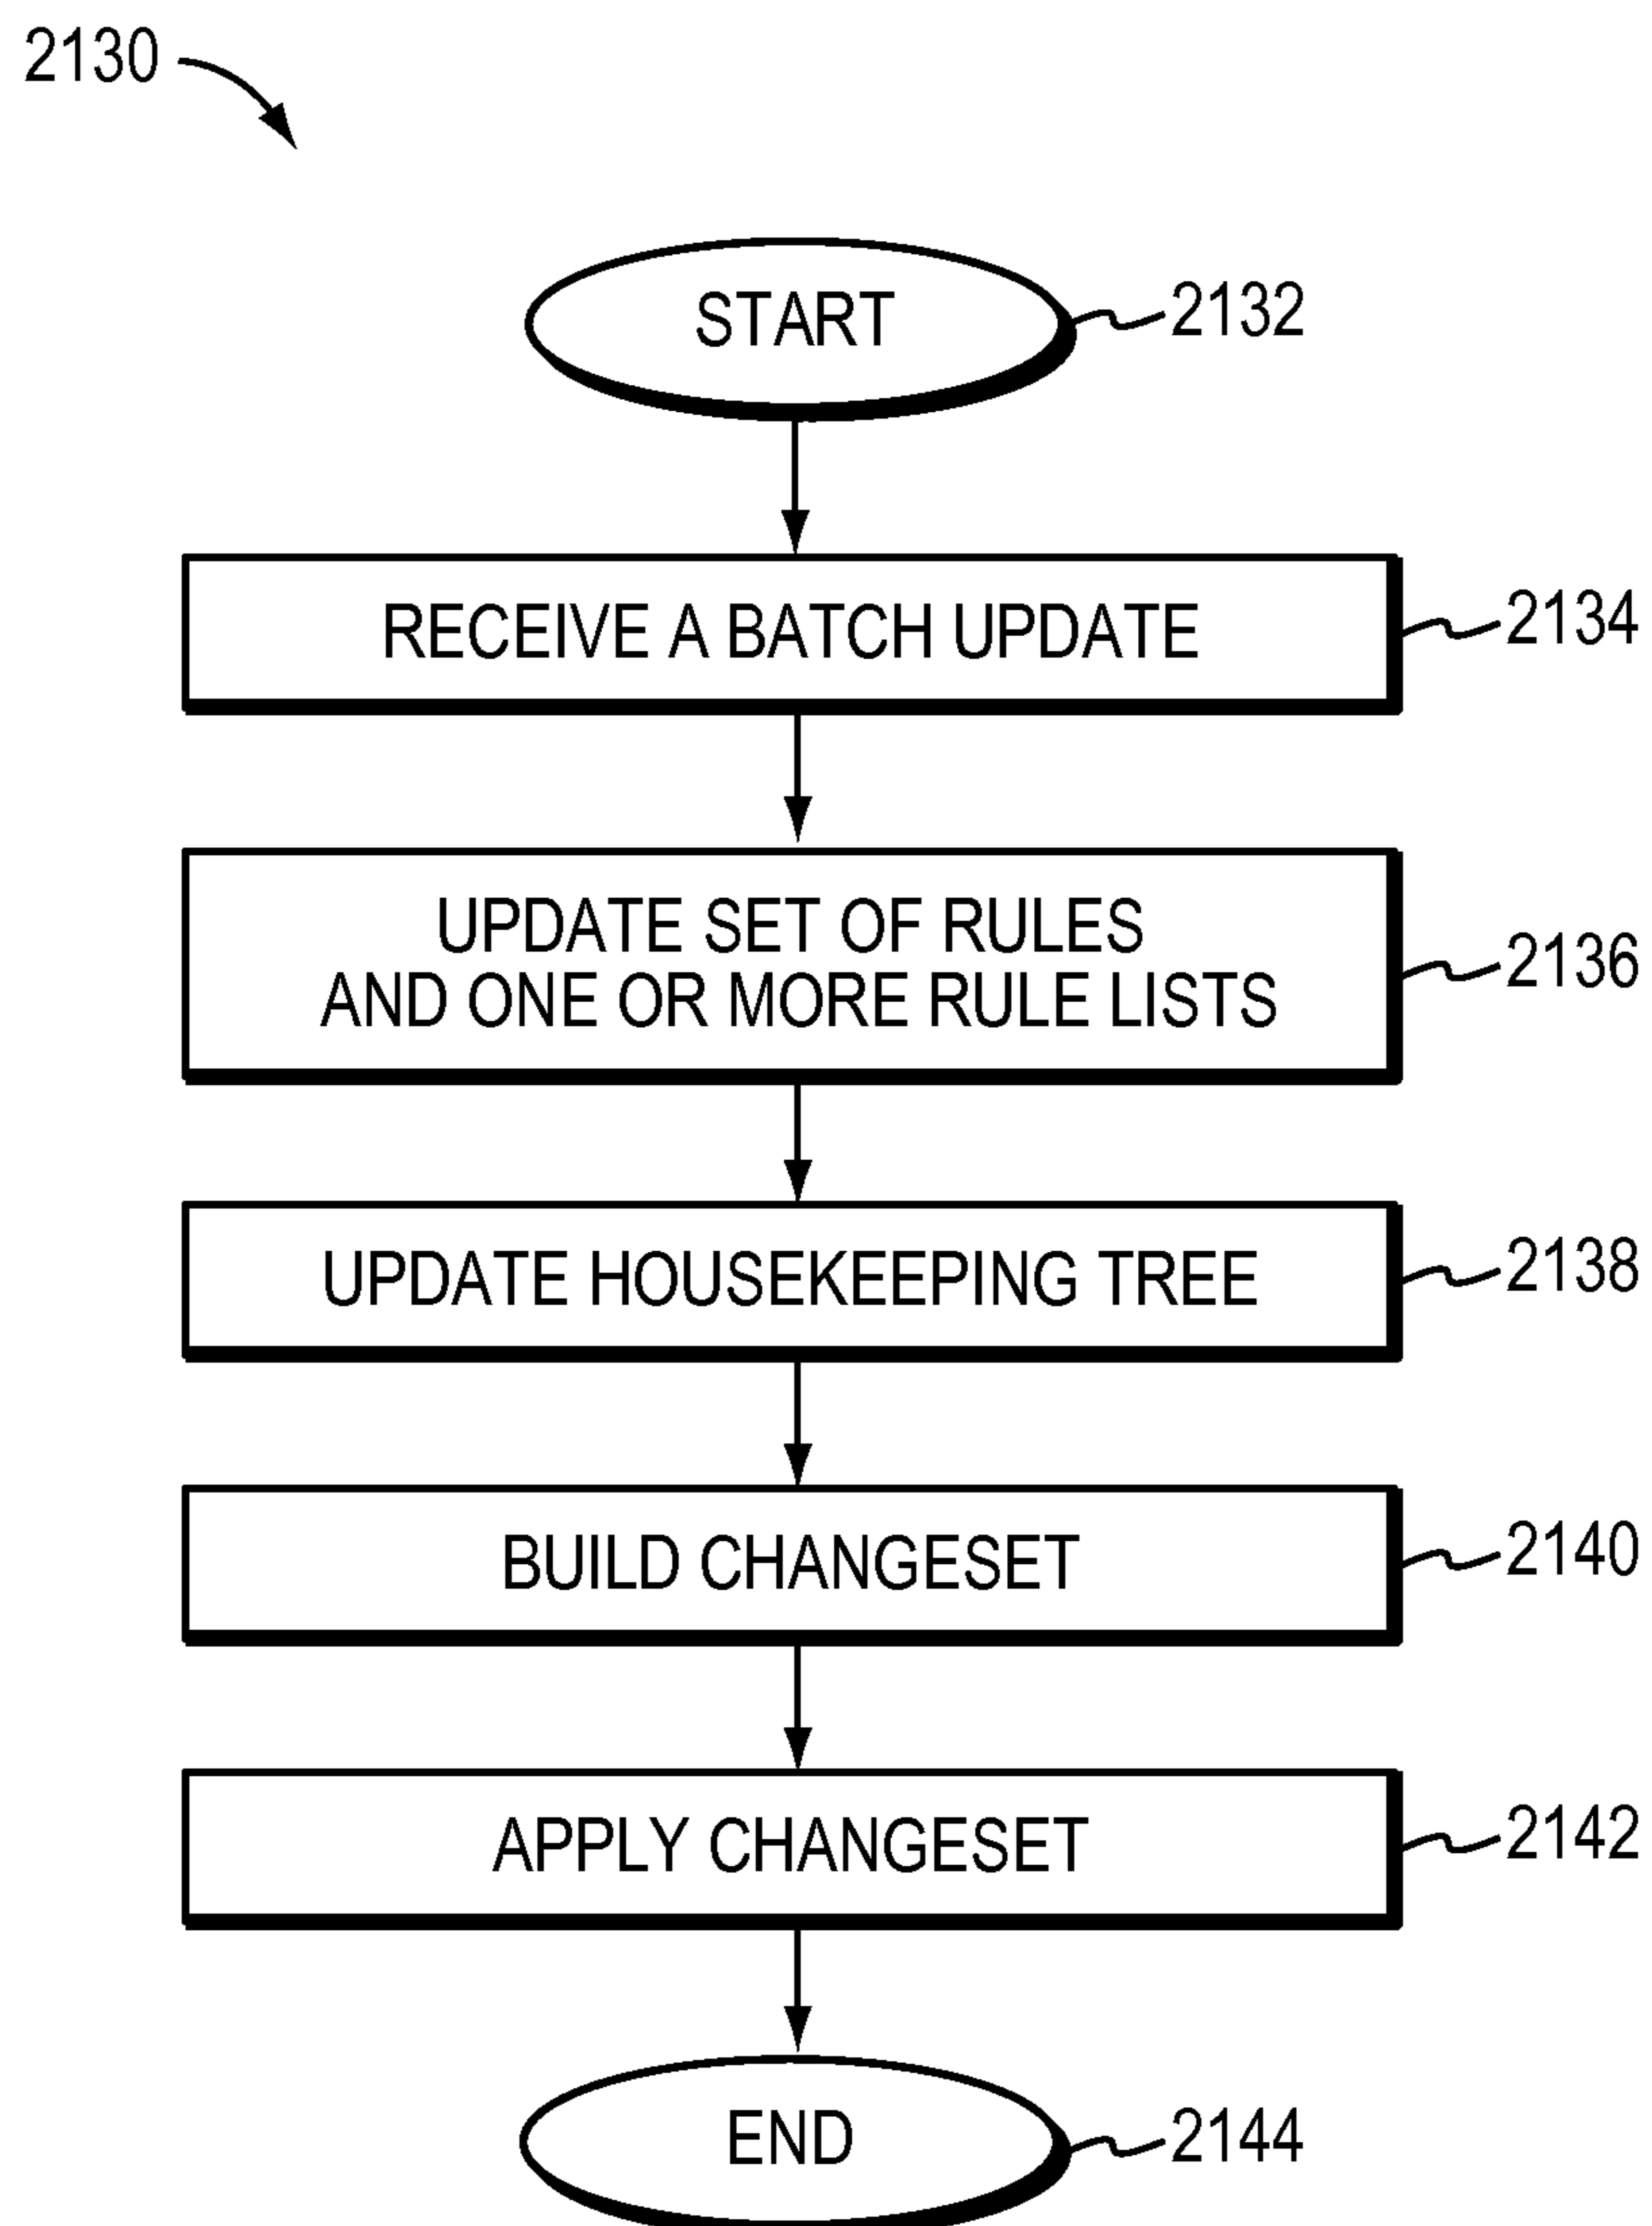 2130
START
2132
RECEIVE A BATCH UPDATE
2134
UPDATE SET OF RULES
AND ONE OR MORE RULE LISTS
2136
UPDATE HOUSEKEEPING TREE
2138
BUILD CHANGESET
2140
APPLY CHANGESET
2142
END
2144